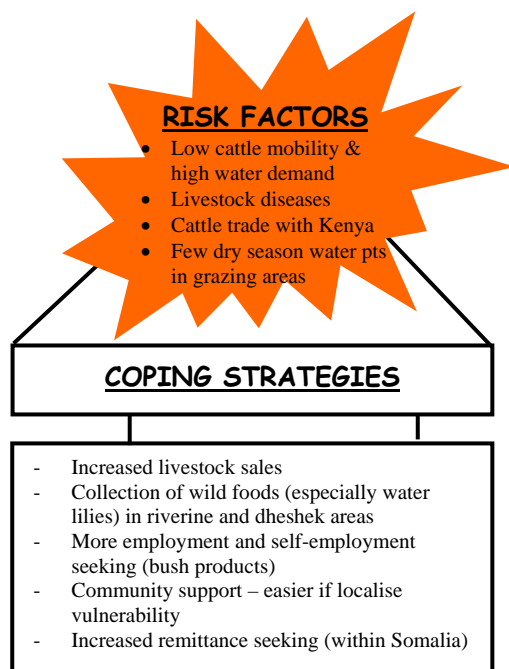 RISK FACTORS
• Low cattle mobility &
high water demand
• Livestock diseases
• Cattle trade with Kenya
• Few dry season water pts
in grazing areas
COPING STRATEGIES
- Increased livestock sales
- Collection of wild foods (especially water
lilies) in riverine and dheshek areas
- More employment and self-employment
seeking (bush products)
- Community support – easier if localise
vulnerability
- Increased remittance seeking (within Somalia)